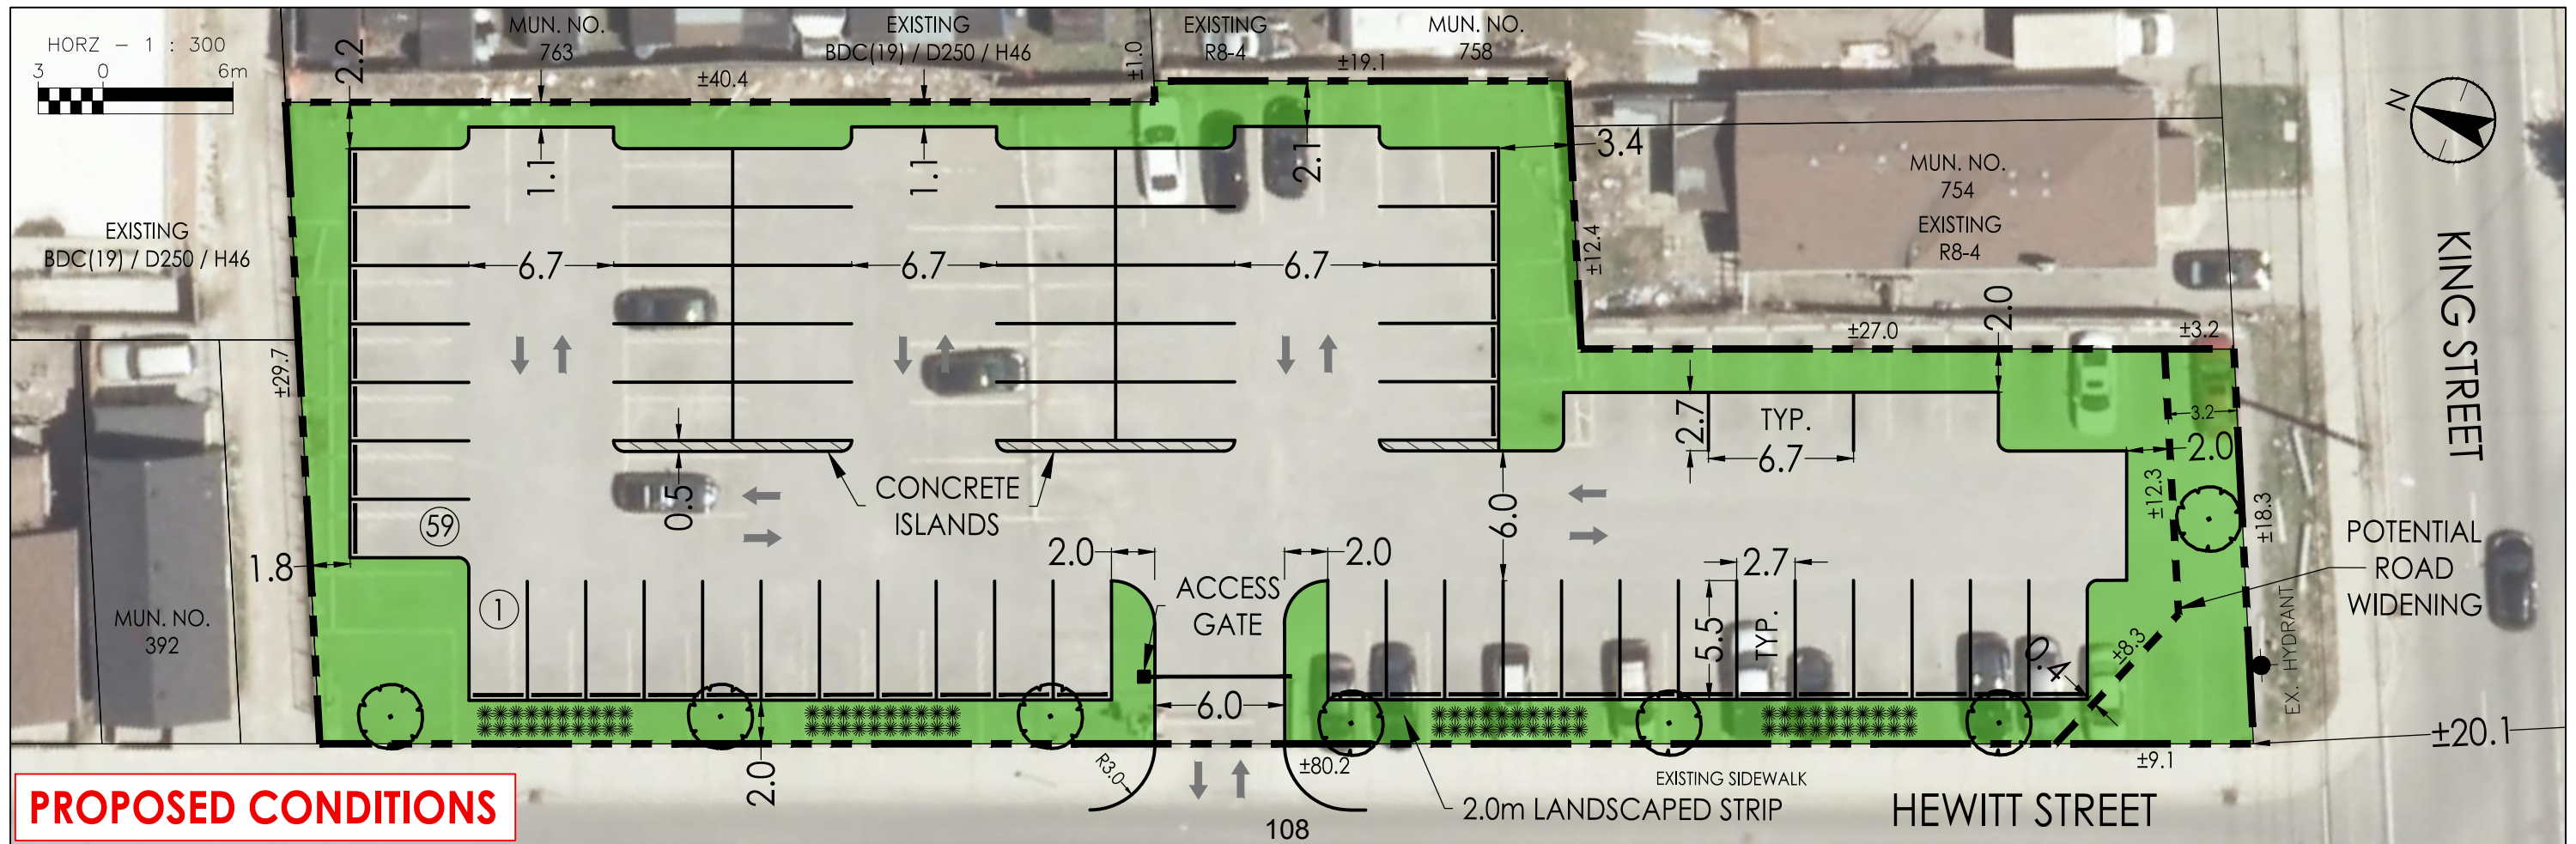 HORZ – 1 : 300
3 0 6m
2.2
MUN. NO.
763
EXISTING
BDC(19) / D250 / H46
±40.4
±1.0
EXISTING
R8-4
MUN. NO.
758
±19.1
N
1.1
1.1
2.1
3.4
MUN. NO.
754
EXISTING
R8-4
EXISTING
BDC(19) / D250 / H46
6.7
6.7
6.7
±12.4
±29.7
±27.0
2.0
±3.2
KING STREET
2.7
TYP.
6.7
3.2
2.0
0.5
CONCRETE
ISLANDS
6.0
±12.3
±18.3
59
1.8
2.0
2.0
2.7
POTENTIAL
ROAD
WIDENING
1
ACCESS
GATE
5.5
TYP.
0.4
±8.3
EX. HYDRANT
MUN. NO.
392
6.0
2.0
R3.0
±80.2
EXISTING SIDEWALK
2.0m LANDSCAPED STRIP
±9.1
±20.1
HEWITT STREET
108
PROPOSED CONDITIONS